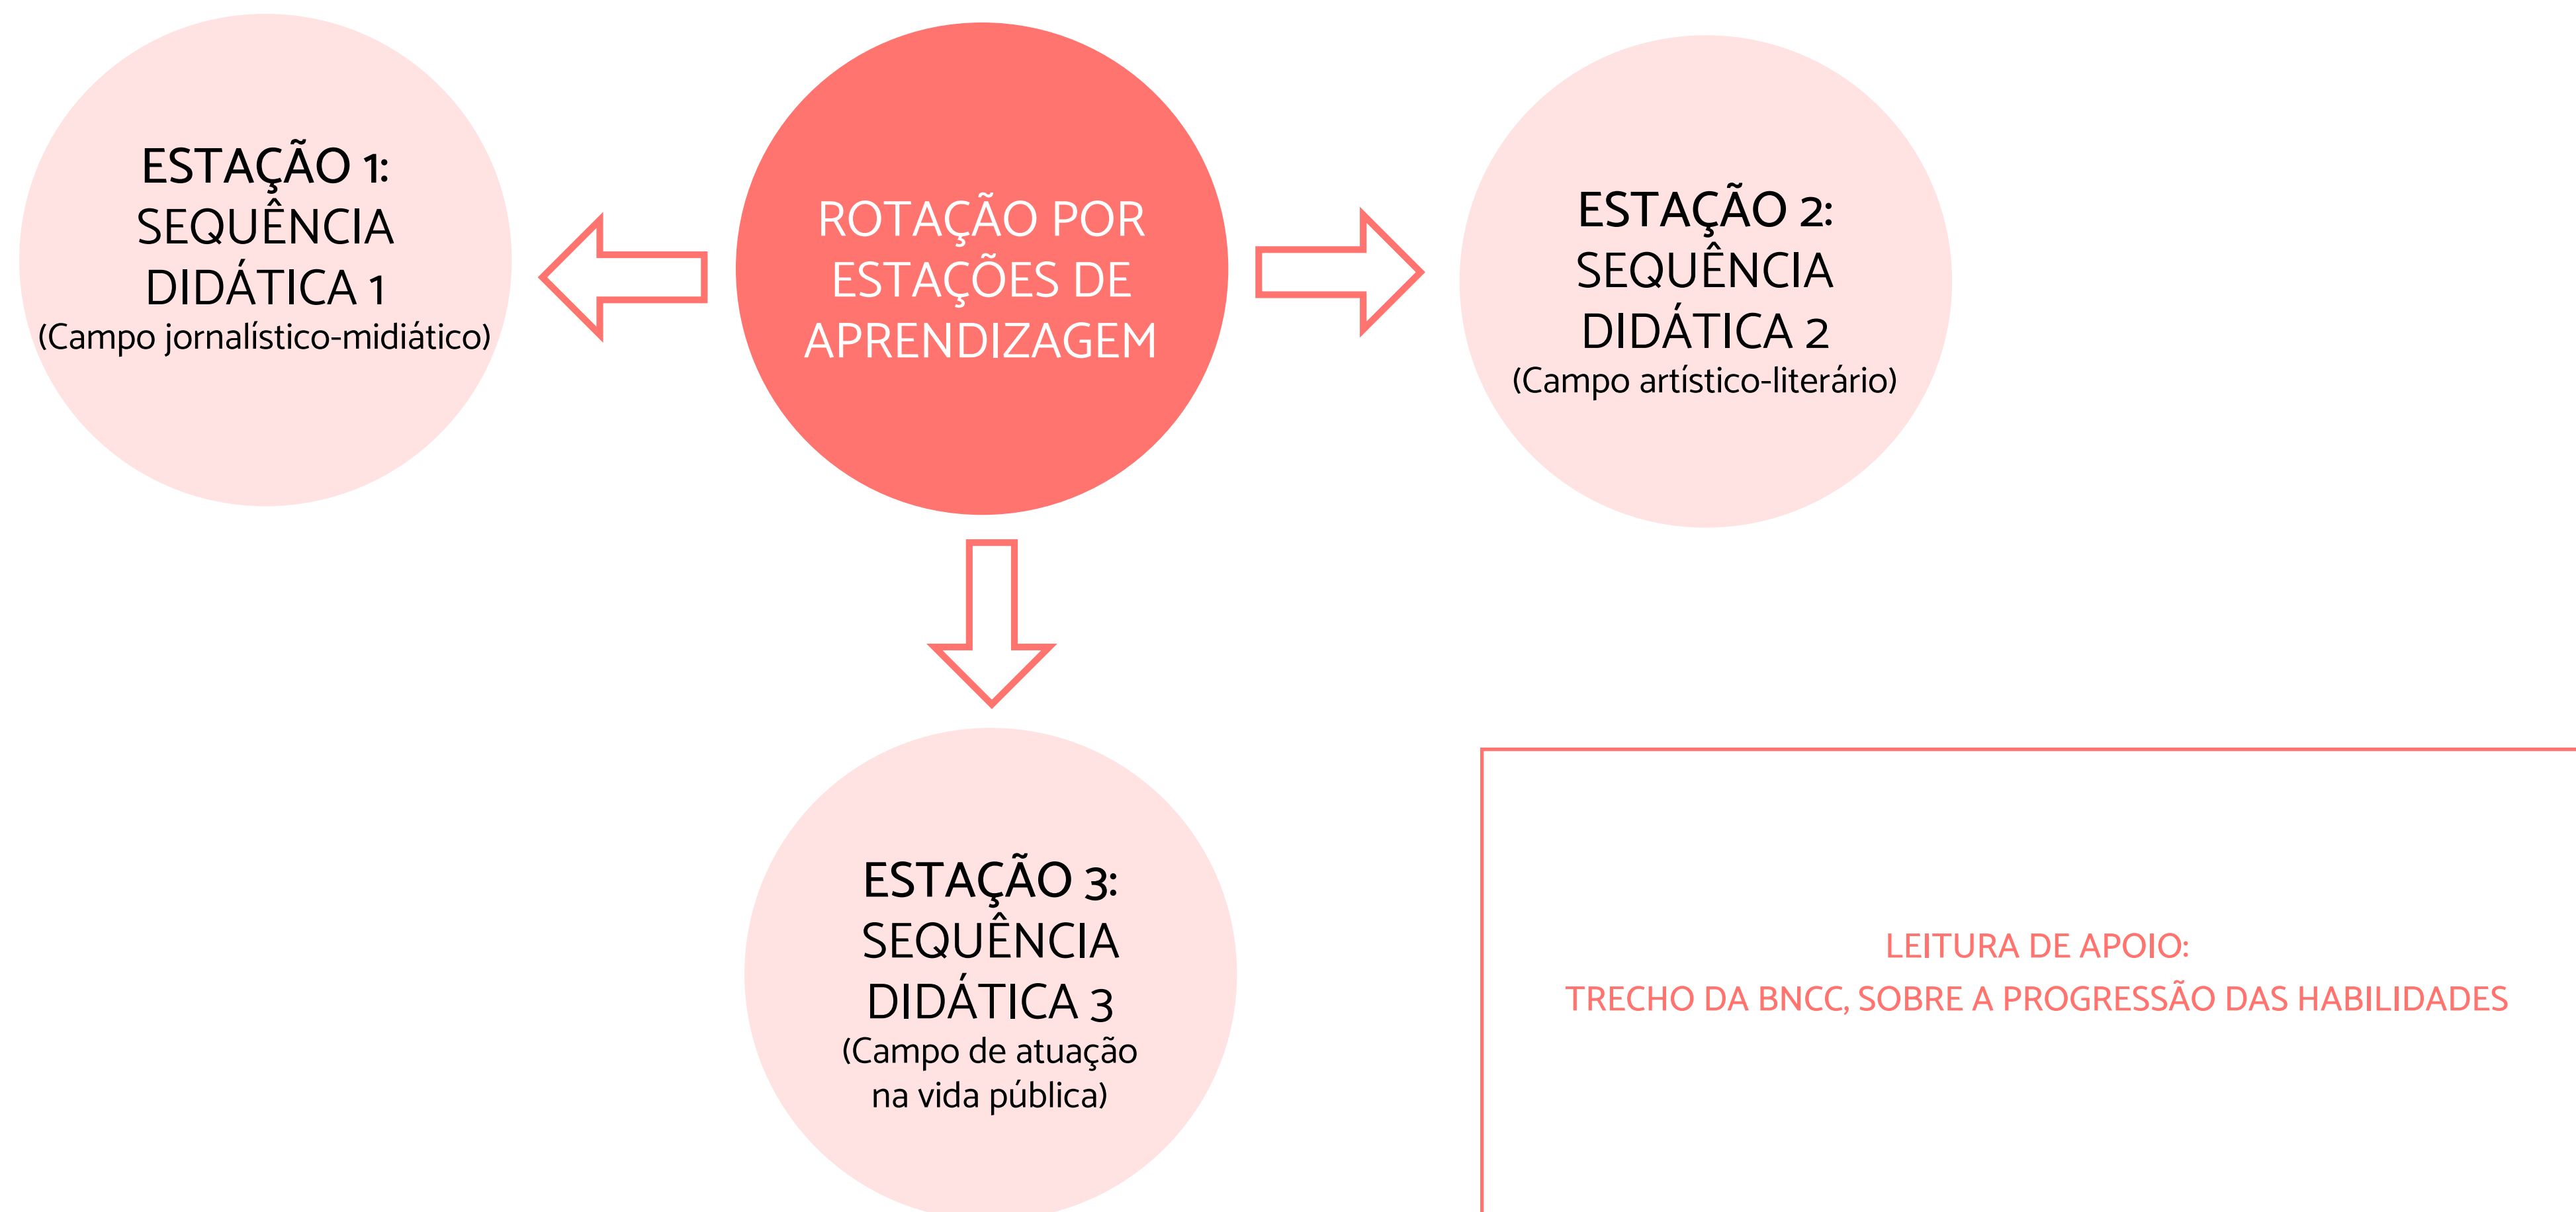 ESTAÇÃO 1:
SEQUÊNCIA
DIDÁTICA 1
(Campo jornalístico-midiático)
ROTAÇÃO POR
ESTAÇÕES DE
APRENDIZAGEM
ESTAÇÃO 2:
SEQUÊNCIA
DIDÁTICA 2
(Campo artístico-literário)
ESTAÇÃO 3:
SEQUÊNCIA
DIDÁTICA 3
(Campo de atuação
na vida pública)
LEITURA DE APOIO:
TRECHO DA BNCC, SOBRE A PROGRESSÃO DAS HABILIDADES